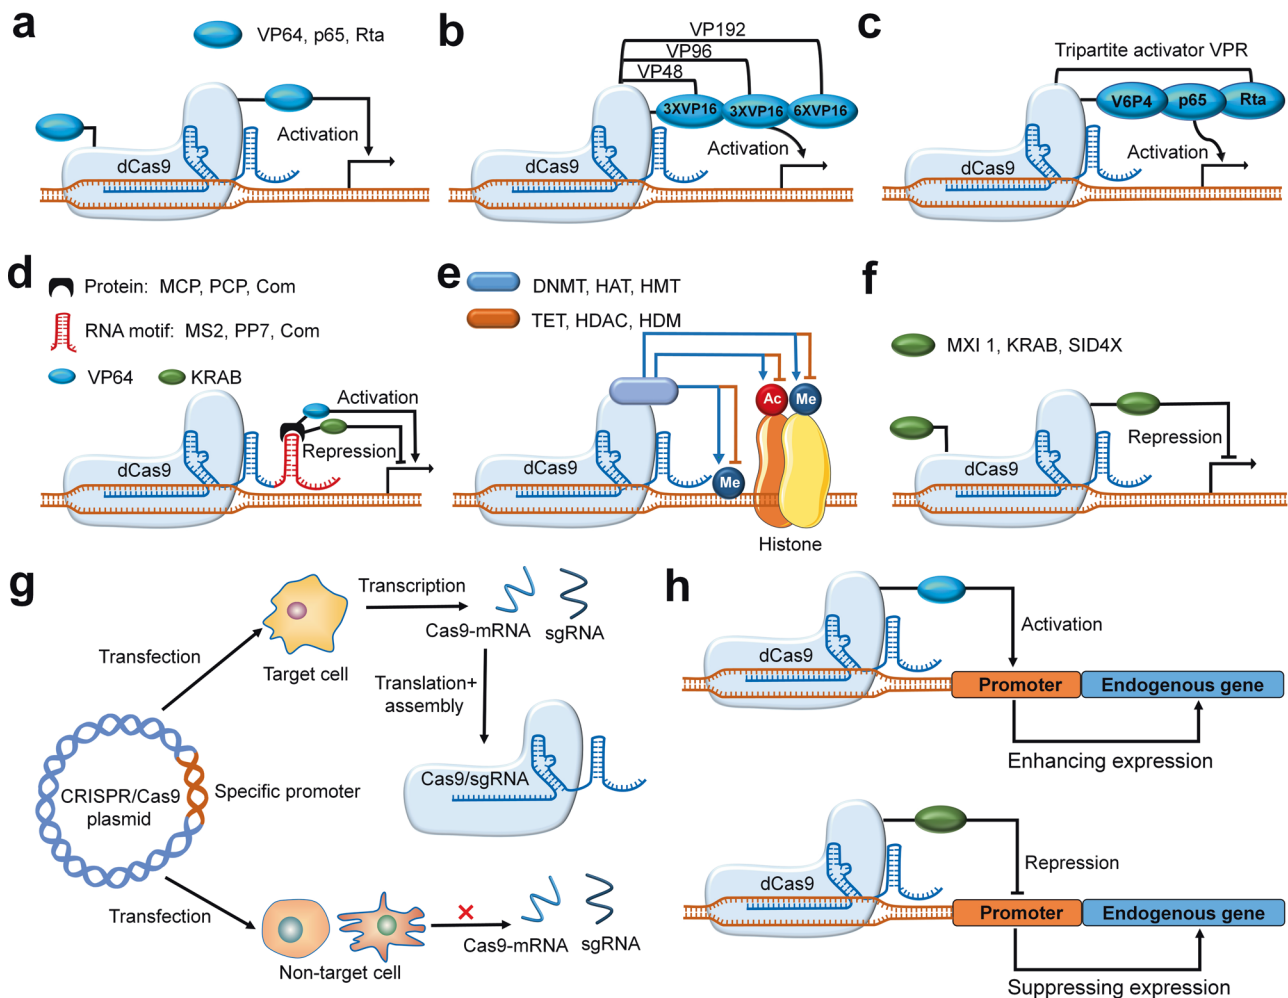 a
VP64, p65, Rta
Activation
dCas9
b
VP192
VP96
VP48
3XVP16
3XVP16
6XVP16
Activation
dCas9
c
Tripartite activator VPR
V6P4
p65
Rta
Activation
dCas9
d
Protein: MCP, PCP, Com
RNA motif: MS2, PP7, Com
VP64
KRAB
Activation
Repression
dCas9
e
DNMT, HAT, HMT
TET, HDAC, HDM
Ac
Me
dCas9
Me
Histone
f
MXI 1, KRAB, SID4X
Repression
dCas9
g
Transcription
Cas9-mRNA
sgRNA
Transfection
Target cell
Translation+
assembly
Cas9/sgRNA
CRISPR/Cas9
plasmid
Specific promoter
Transfection
Cas9-mRNA
sgRNA
Non-target cell
h
Activation
dCas9
Promoter
Endogenous gene
Enhancing expression
Repression
dCas9
Promoter
Endogenous gene
Suppressing expression